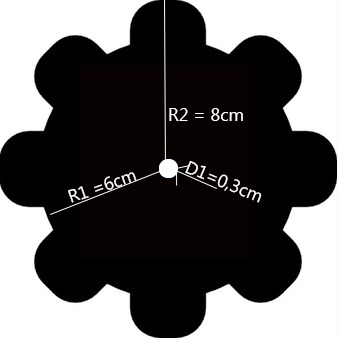 R2 = 8cm
D1=0,3cm
R1 =6cm